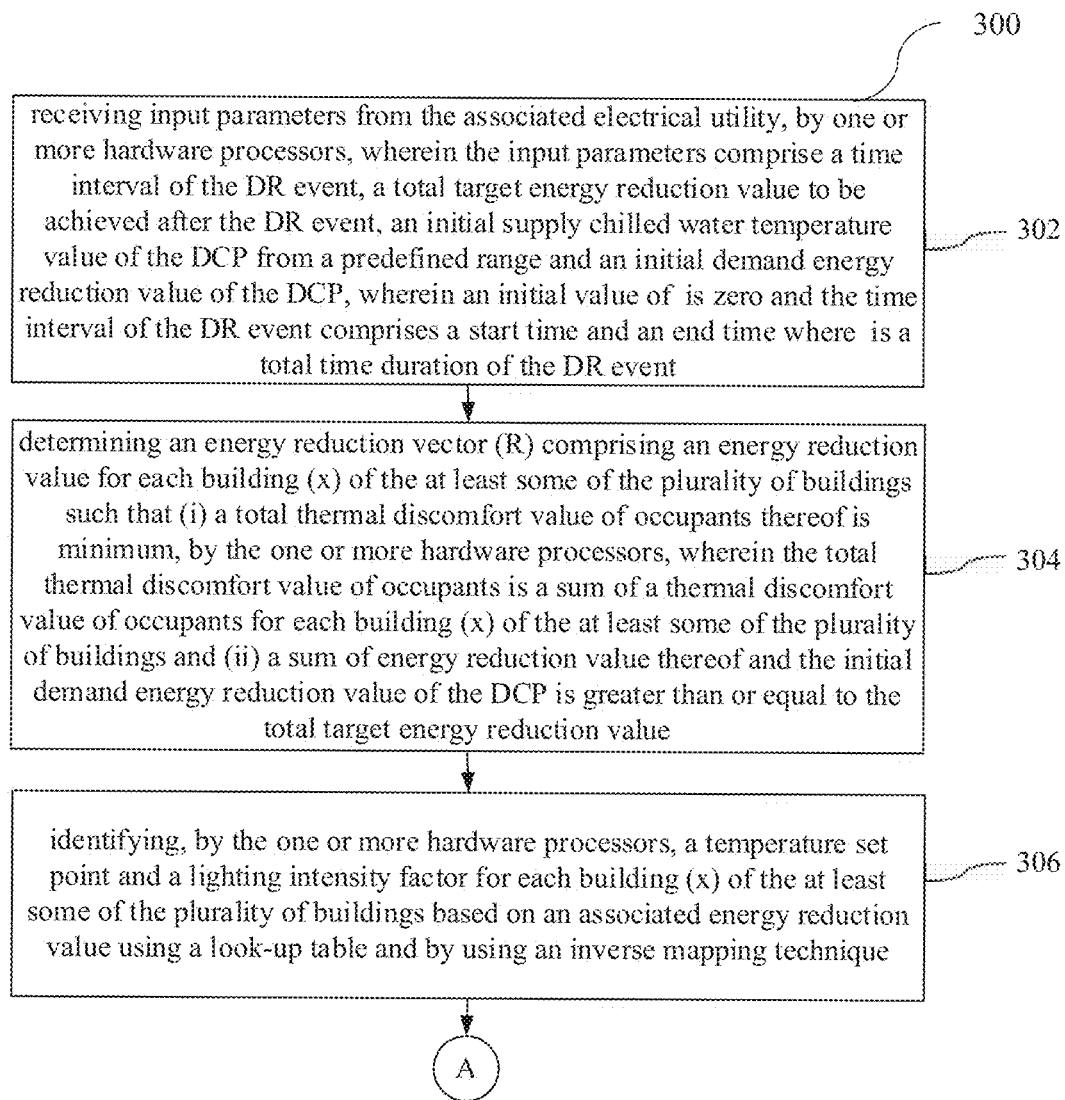 300
receiving input parameters from the associated electrical utility, by one or
more hardware processors, wherein the input parameters comprise a time
interval of the DR event, a total target energy reduction value to be
achieved after the DR event, an initial supply chilled water temperature
value of the DCP from a predefined range and an initial demand energy
reduction value of the DCP, wherein an initial value of is zero and the time
interval of the DR event comprises a start time and an end time where is a
total time duration of the DR event
302
determining an energy reduction vector (R) comprising an energy reduction
value for each building (x) of the at least some of the plurality of buildings
such that (i) a total thermal discomfort value of occupants thereof is
minimum, by the one or more hardware processors, wherein the total
thermal discomfort value of occupants is a sum of a thermal discomfort
value of occupants for each building (x) of the at least some of the plurality
of buildings and (ii) a sum of energy reduction value thereof and the initial
demand energy reduction value of the DCP is greater than or equal to the
total target energy reduction value
304
identifying, by the one or more hardware processors, a temperature set
point and a lighting intensity factor for each building (x) of the at least
some of the plurality of buildings based on an associated energy reduction
value using a look-up table and by using an inverse mapping technique
306
A